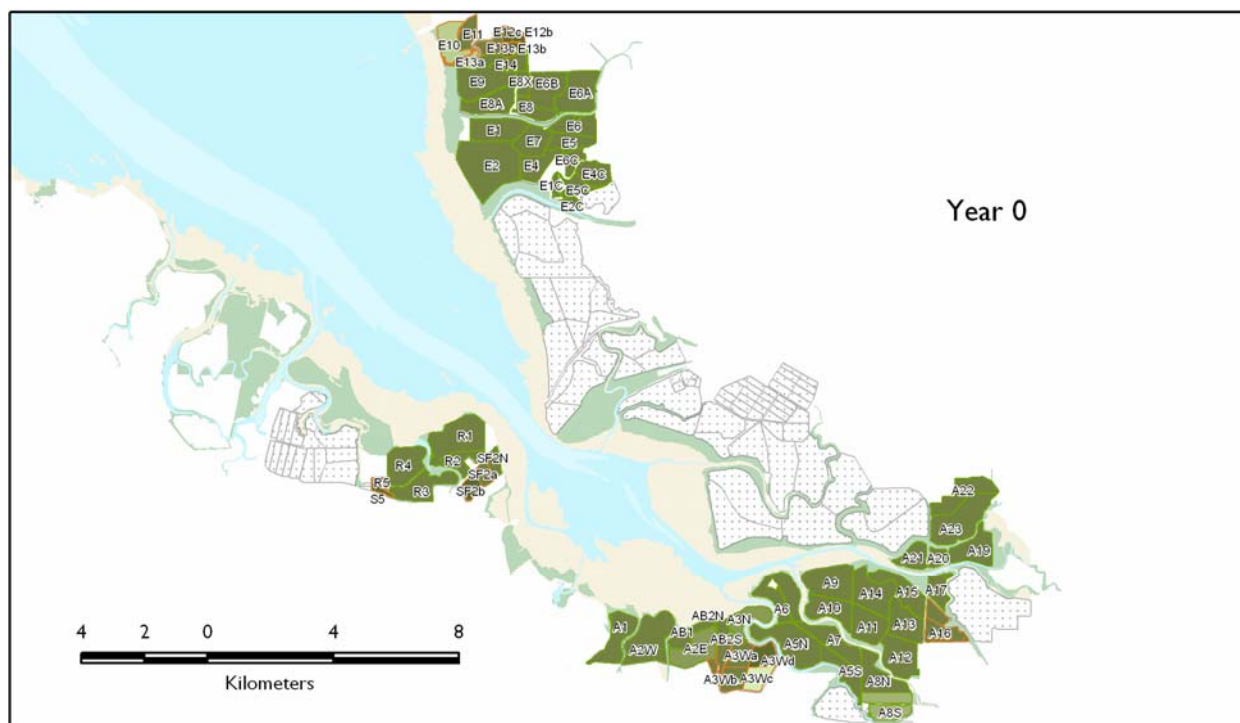 E11
E12c
E12b
E10
E13c
E13b
E13a
E14
E9
E8X
E6B
E6A
E8A
E8
E1
E6
E7
E5
E2
E4
E6C
E4C
E1C
E5C
E2C
Year 0
R1
R2
SF2N
R4
SF2a
R5
R3
SF2b
S5
A22
A23
A21
A20
A19
A9
A14
A15
A17
A6
A10
A11
A13
A16
A1
AB2N
A3N
AB1
AB2S
A2W
A2E
A3Wa
A3Wd
A5N
A7
A12
A3Wb
A3Wc
A5S
A8N
A8S
4 2 0 4 8
Kilometers